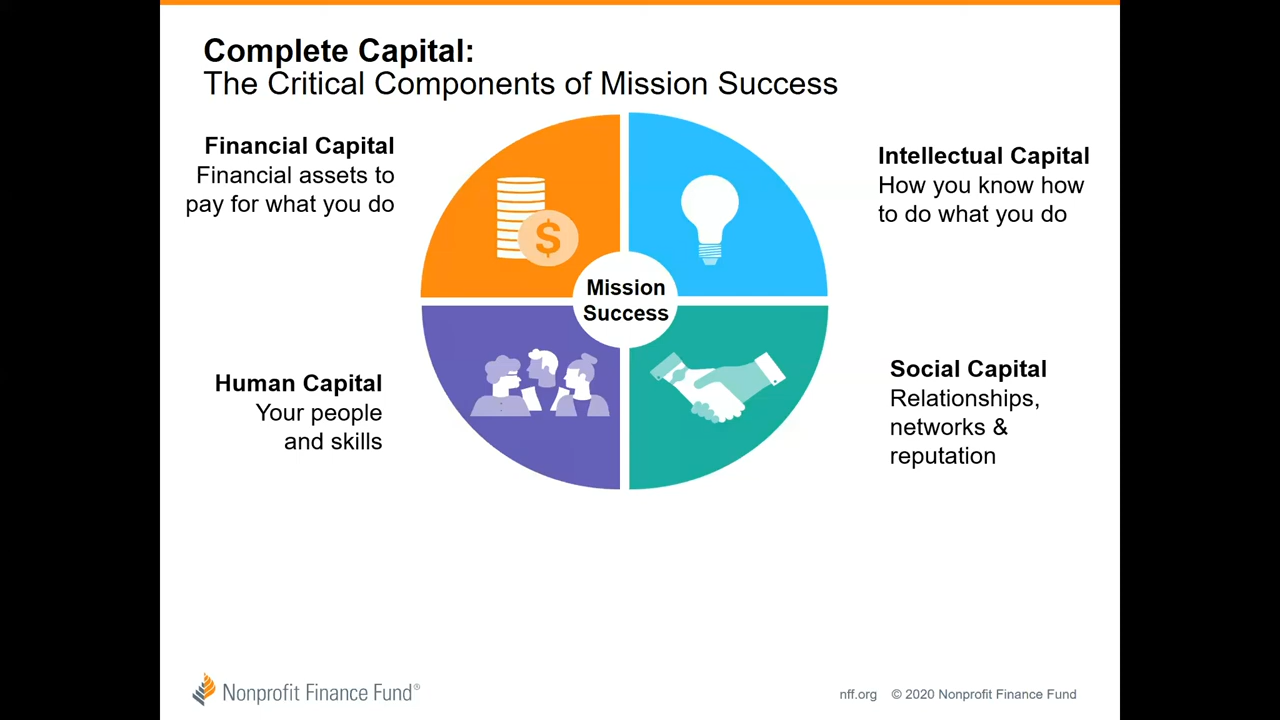 Complete Capital:
The Critical Components of Mission Success
Financial Capital
Financial assets to
pay for what you do
$
Intellectual Capital
How you know how
to do what you do
Mission
Success
Human Capital
Your people
and skills
Social Capital
Relationships,
networks &
reputation
Nonprofit Finance Fund®
nff.org © 2020 Nonprofit Finance Fund